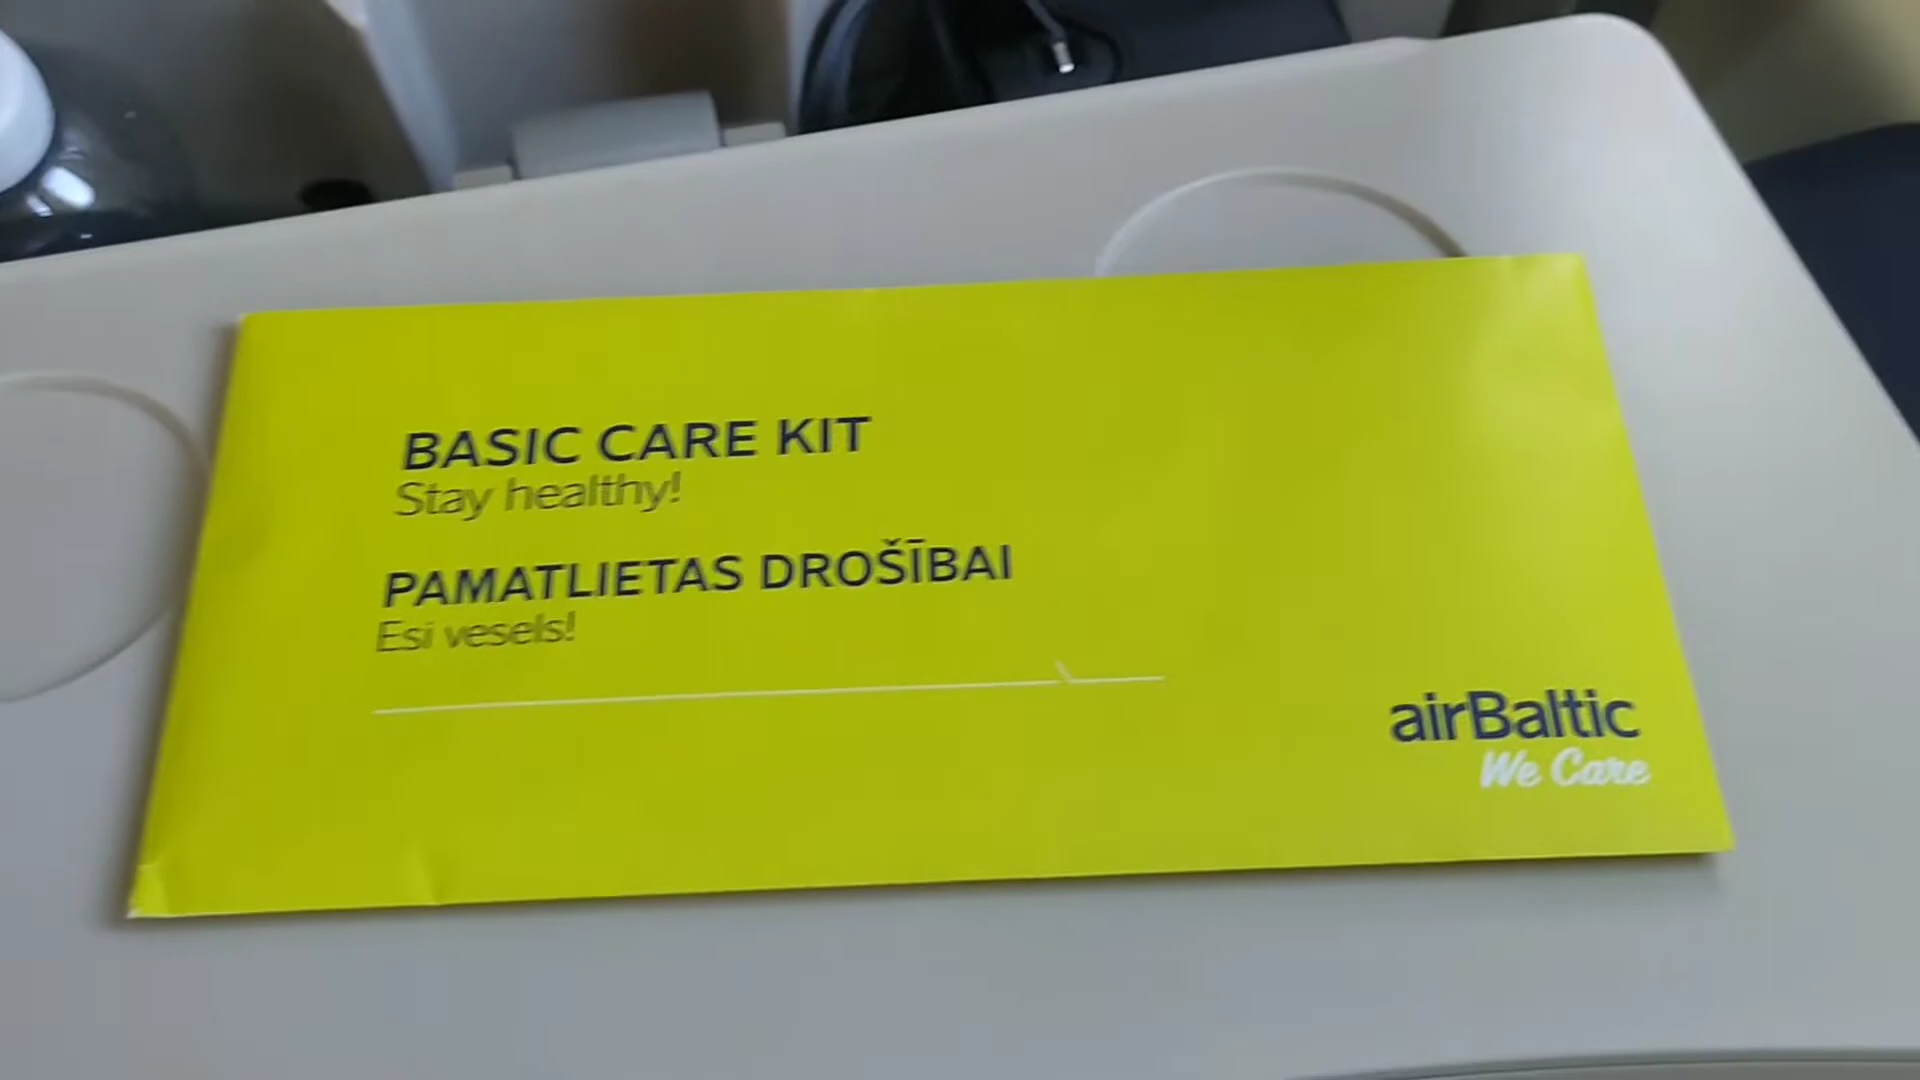 BASIC CARE KIT
Stay healthy!
PAMATLIETAS DROŠĪBAI
Esi vesels!
airBaltic
We Care